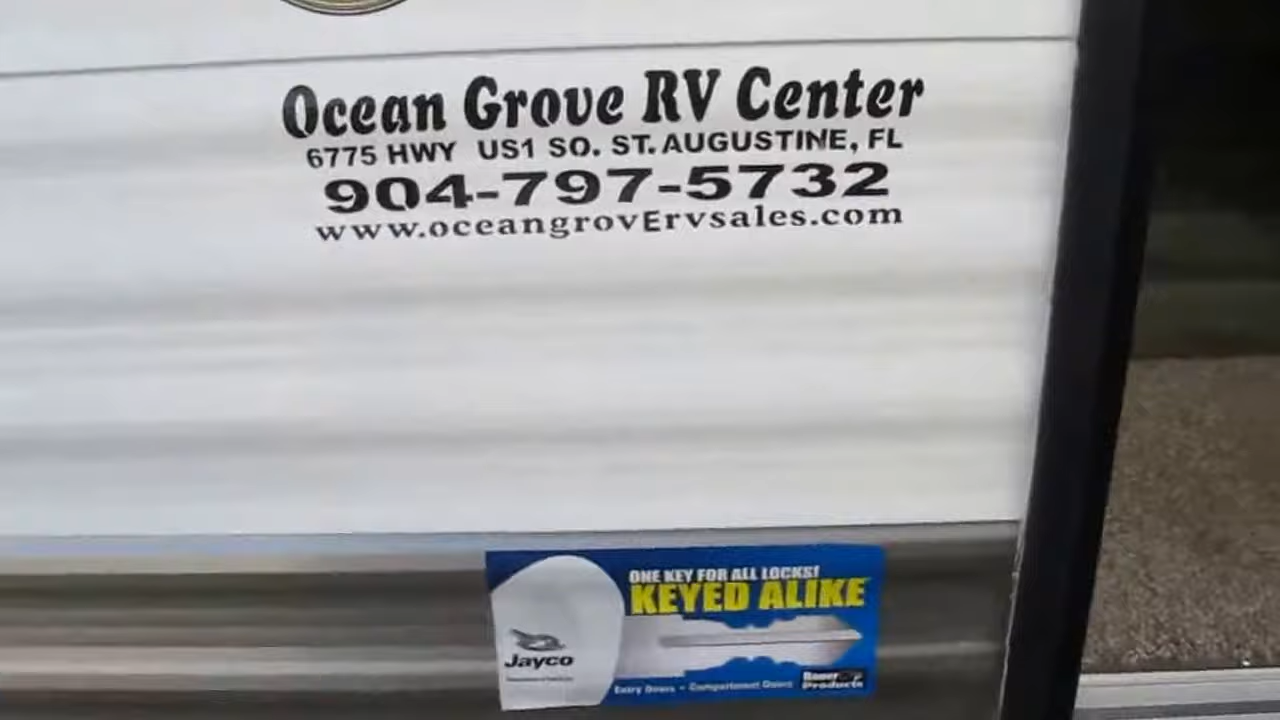 Ocean Grove RV Center
6775 HWY US1 SO. ST. AUGUSTINE, FL
904-797-5732
www.oceangrovErvsales.com
ONE KEY FOR ALL LOCKS!
KEYED ALIKE
Jayco
Entry Doors • Compartment Doors
Products